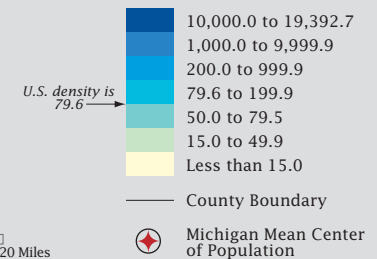 10,000.0 to 19,392.7
1,000.0 to 9,999.9
200.0 to 999.9
U.S. density is
79.6
79.6 to 199.9
50.0 to 79.5
15.0 to 49.9
Less than 15.0
County Boundary
Michigan Mean Center
of Population
20 Miles